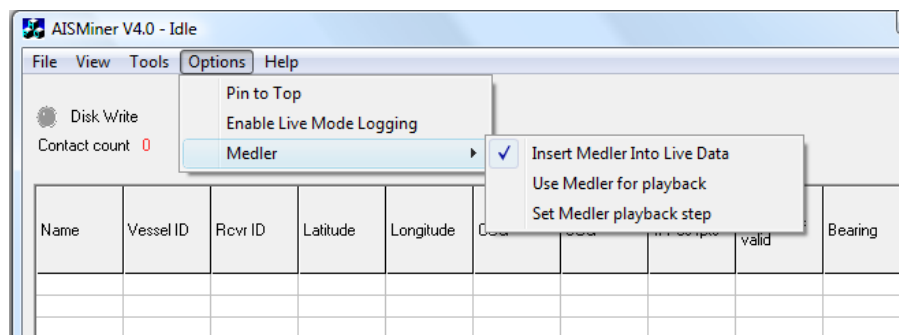 AISMiner V4.0 - Idle
File View Tools Options Help
Pin to Top
Disk Write
Enable Live Mode Logging
Contact count 0
Medler
Insert Medler Into Live Data
Use Medler for playback
Set Medler playback step
Name Vessel ID Rcvr ID Latitude Longitude valid Bearing